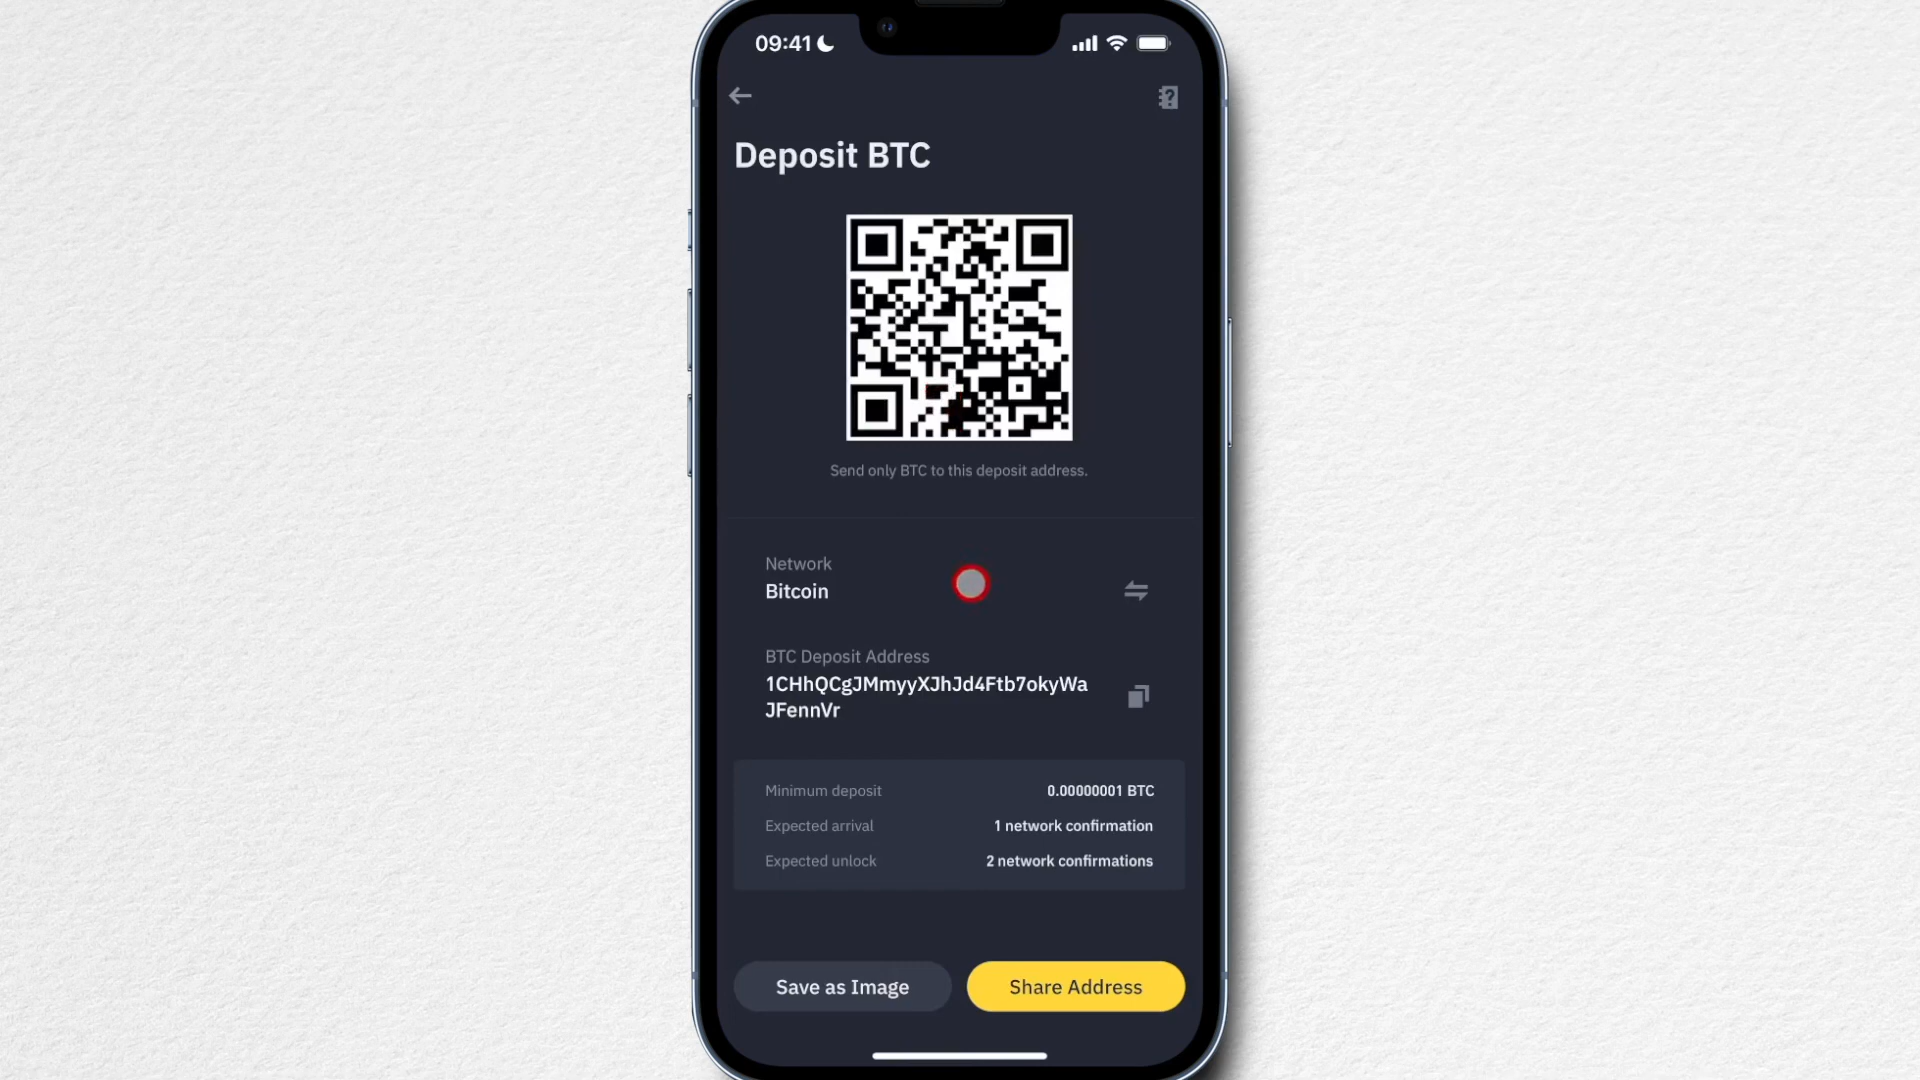 09:41
Deposit BTC
Send only BTC to this deposit address.
Network
Bitcoin
BTC Deposit Address
1CHhQCgJMmyyXJhJd4Ftb7okyWa
JFennVr
Minimum deposit 0.00000001 BTC
Expected arrival 1 network confirmation
Expected unlock 2 network confirmations
Save as Image Share Address